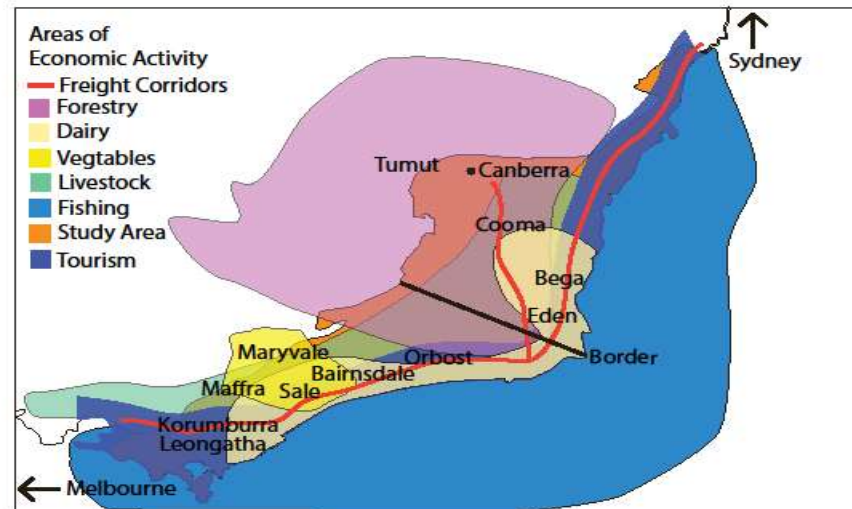 Areas of
Economic Activity
Freight Corridors
Forestry
Dairy
Vegtables
Livestock
Fishing
Study Area
Tourism
Sydney
Tumut
Canberra
Cooma
Bega
Eden
Border
Orbost
Maryvale
Bairnsdale
Maffra
Sale
Korumburra
Leongatha
Melbourne